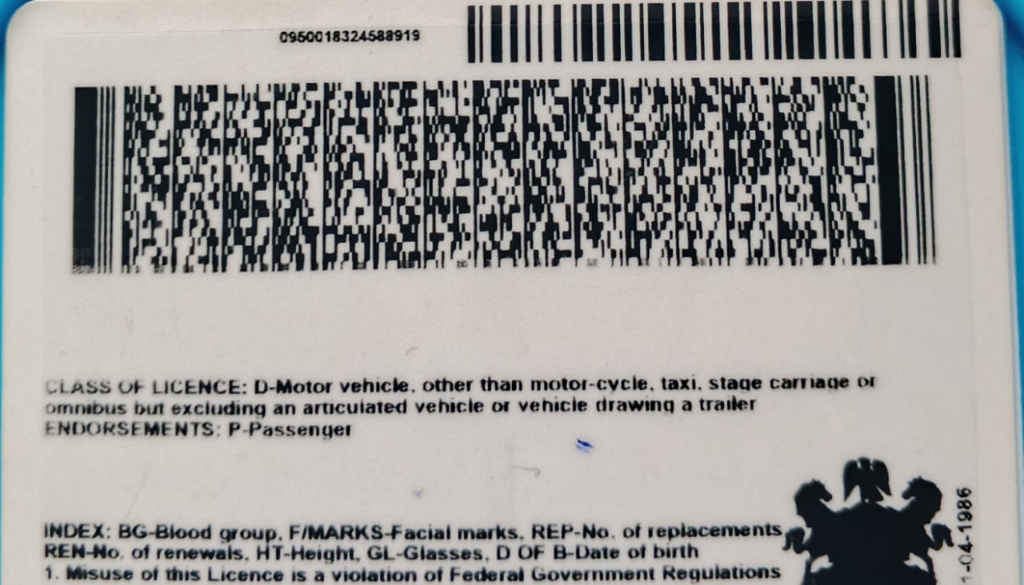 0950018324588919
CLASS OF LICENCE: D-Motor vehicle, other than motor-cycle, taxi, stage carriage or
omnibus but excluding an articulated vehicle or vehicle drawing a trailer
ENDORSEMENTS: P-Passenger
INDEX: BG-Blood group, F/MARKS-Facial marks, REP-No. of replacements,
REN-No. of renewals, HT-Height, GL-Glasses, D OF B-Date of birth
1. Misuse of this Licence is a violation of Federal Government Regulations
-04-1986